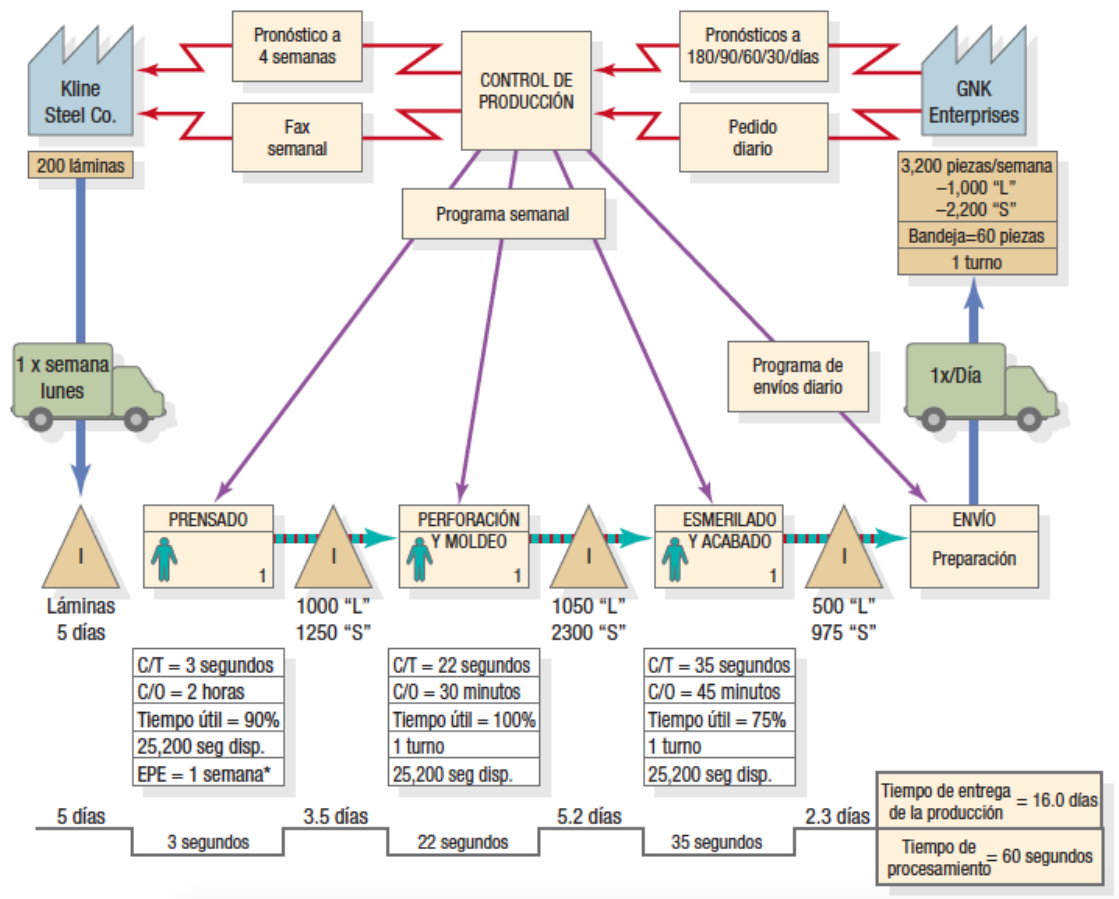 Kline
Steel Co.
200 láminas
Pronóstico a
4 semanas
Fax
semanal
CONTROL DE
PRODUCCIÓN
Pronósticos a
180/90/60/30/días
Pedido
diario
GNK
Enterprises
3,200 piezas/semana
–1,000 “L”
–2,200 “S”
Bandeja=60 piezas
1 turno
Programa semanal
1 x semana
lunes
Programa de
envíos diario
1x/Día
I
Láminas
5 días
PRENSADO
1
I
1000 “L”
1250 “S”
PERFORACIÓN
Y MOLDEO
1
I
1050 “L”
2300 “S”
ESMERILADO
Y ACABADO
1
I
500 “L”
975 “S”
ENVÍO
Preparación
C/T = 3 segundos
C/O = 2 horas
Tiempo útil = 90%
25,200 seg disp.
EPE = 1 semana*
C/T = 22 segundos
C/O = 30 minutos
Tiempo útil = 100%
1 turno
25,200 seg disp.
C/T = 35 segundos
C/O = 45 minutos
Tiempo útil = 75%
1 turno
25,200 seg disp.
5 días
3 segundos
3.5 días
22 segundos
5.2 días
35 segundos
2.3 días
Tiempo de entrega
de la producción = 16.0 días
Tiempo de
procesamiento = 60 segundos